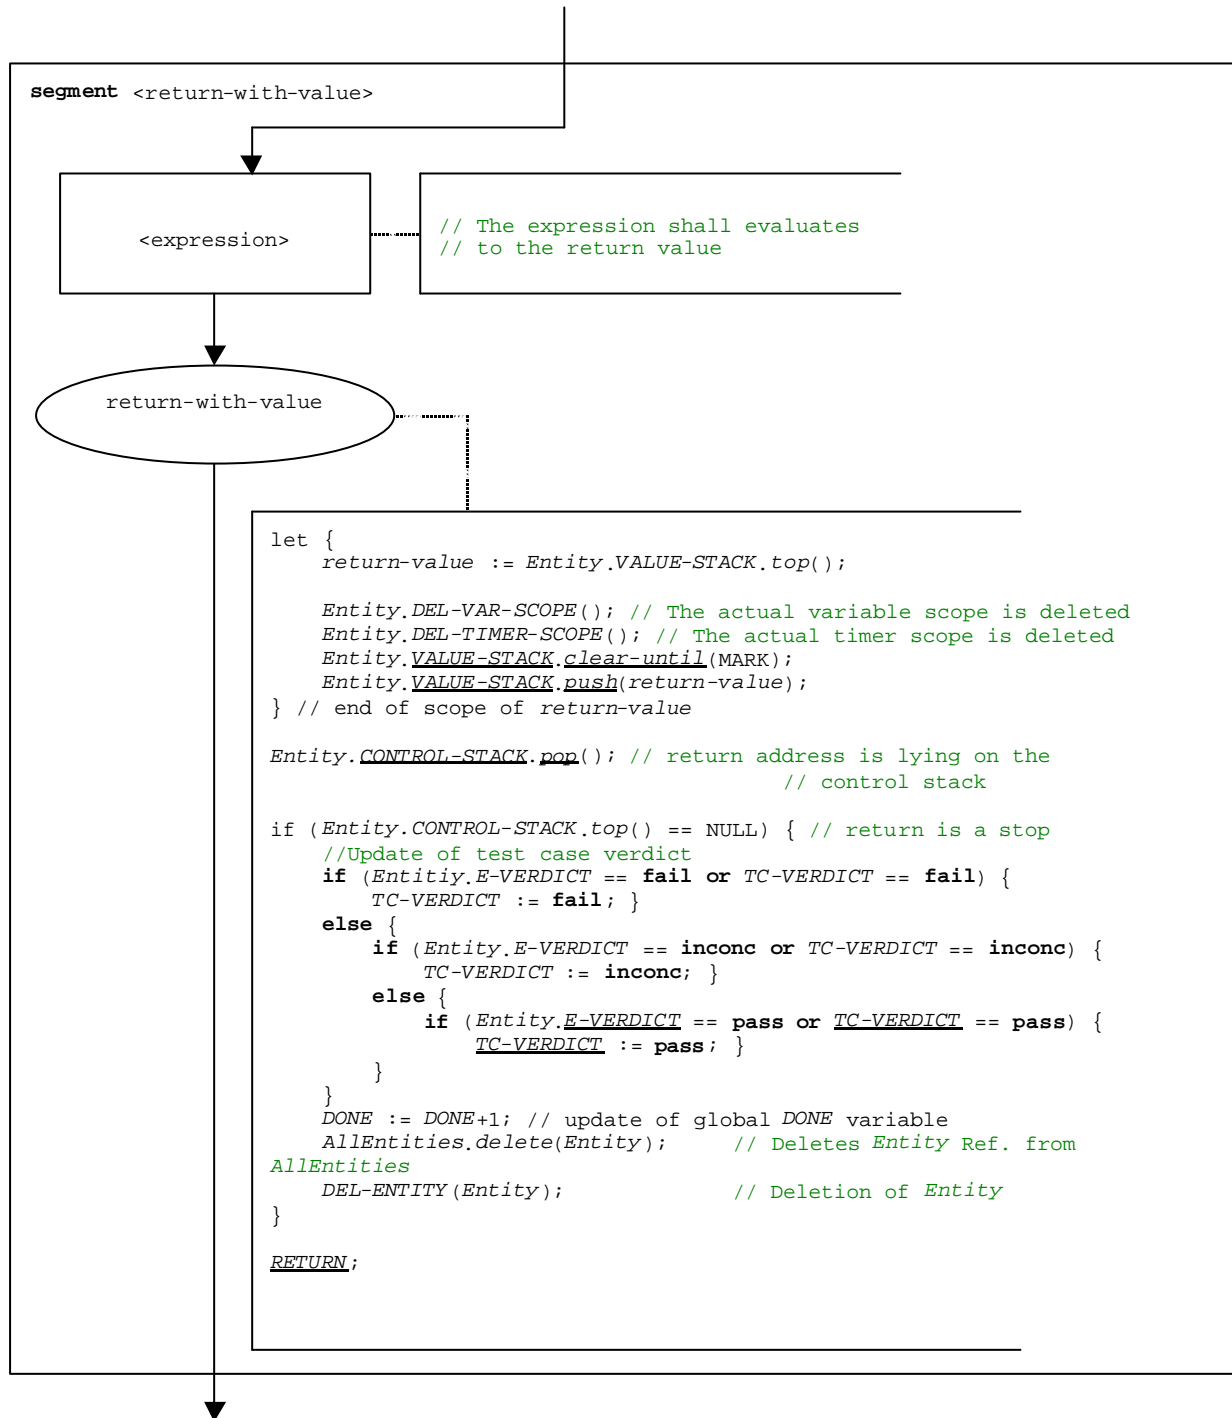 segment <return-with-value>
<expression>
// The expression shall evaluates
// to the return value
return-with-value
let {
return-value := Entity.VALUE-STACK.top();
Entity.DEL-VAR-SCOPE(); // The actual variable scope is deleted
Entity.DEL-TIMER-SCOPE(); // The actual timer scope is deleted
Entity.VALUE-STACK.clear-until(MARK);
Entity.VALUE-STACK.push(return-value);
} // end of scope of return-value
Entity.CONTROL-STACK.pop(); // return address is lying on the
// control stack
if (Entity.CONTROL-STACK.top() == NULL) { // return is a stop
//Update of test case verdict
if (Entitiy.E-VERDICT == fail or TC-VERDICT == fail) {
TC-VERDICT := fail; }
else {
if (Entity.E-VERDICT == inconc or TC-VERDICT == inconc) {
TC-VERDICT := inconc; }
else {
if (Entity.E-VERDICT == pass or TC-VERDICT == pass) {
TC-VERDICT := pass; }
}
}
DONE := DONE+1; // update of global DONE variable
AllEntities.delete(Entity); // Deletes Entity Ref. from
AllEntities
DEL-ENTITY(Entity); // Deletion of Entity
}
RETURN;